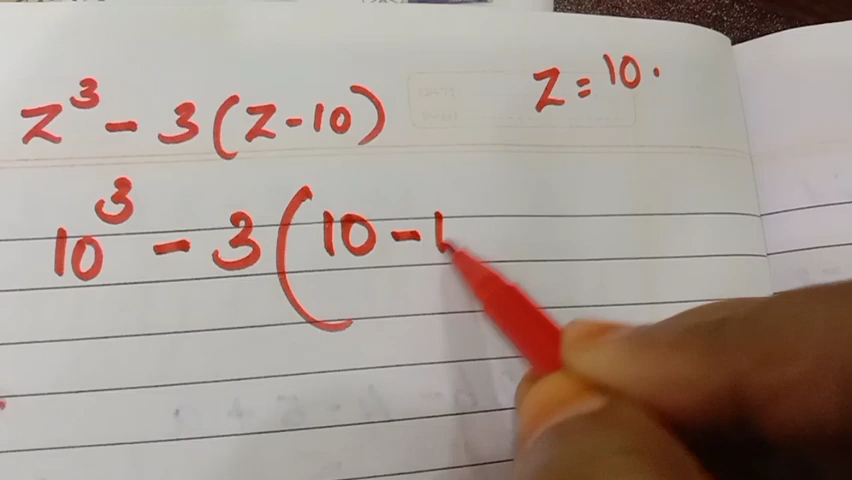 z³ - 3(z-10) z = 10.
10³ - 3(10-1